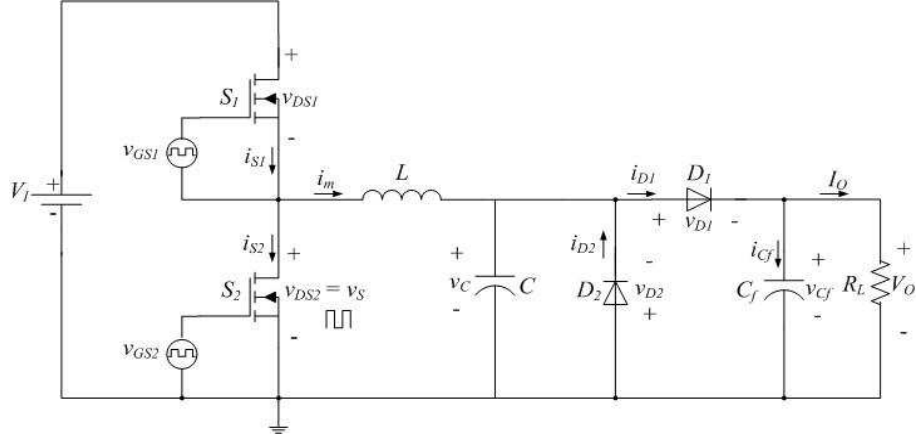 +
S1
vDS1
vGS1
-
iS1
VI
+
-
im
L
iD1
D1
IO
+
vD1
-
iS2
+
S2
vDS2 = vS
vGS2
-
+
vC
C
-
iD2
-
D2
vD2
+
iCf
+
Cf
vCf
-
RL
+
VO
-